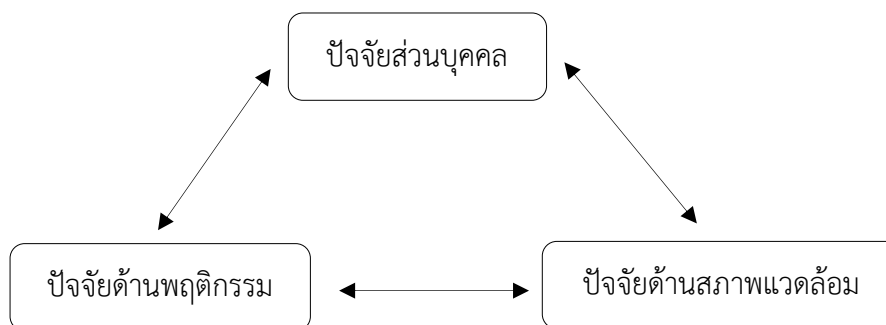 ปัจจัยส่วนบุคคล
ปัจจัยด้านพฤติกรรม
ปัจจัยด้านสภาพแวดล้อม